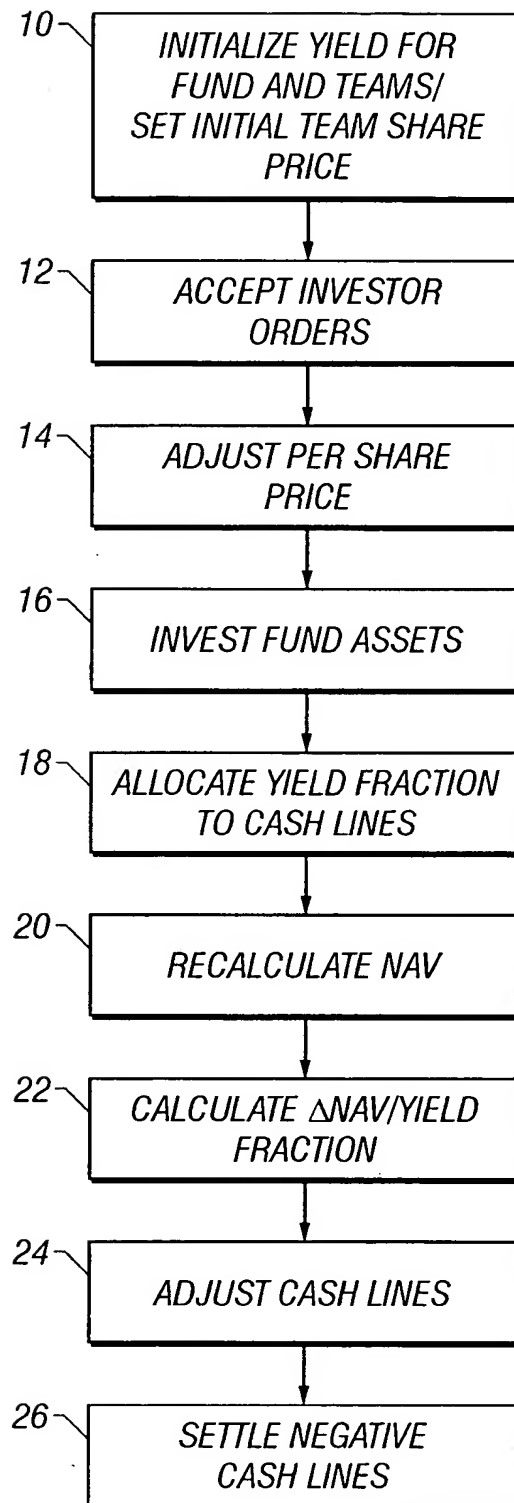 10
INITIALIZE YIELD FOR
FUND AND TEAMS/
SET INITIAL TEAM SHARE
PRICE
12
ACCEPT INVESTOR
ORDERS
14
ADJUST PER SHARE
PRICE
16
INVEST FUND ASSETS
18
ALLOCATE YIELD FRACTION
TO CASH LINES
20
RECALCULATE NAV
22
CALCULATE ΔNAV/YIELD
FRACTION
24
ADJUST CASH LINES
26
SETTLE NEGATIVE
CASH LINES